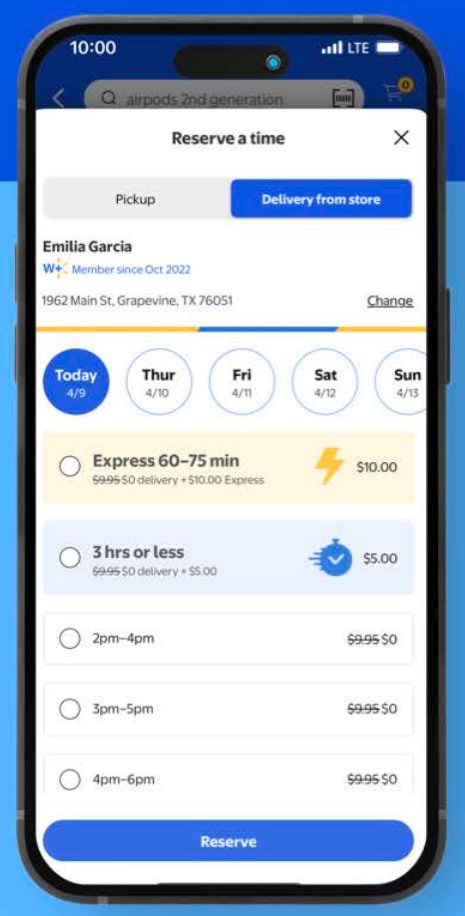 10:00
LTE
airpods 2nd generation
0
Reserve a time
Pickup
Delivery from store
Emilia Garcia
W+ Member since Oct 2022
1962 Main St, Grapevine, TX 76051
Change
Today
4/9
Thur
4/10
Fri
4/11
Sat
4/12
Sun
4/13
Express 60–75 min
$9.95 $0 delivery + $10.00 Express
$10.00
3 hrs or less
$9.95 $0 delivery + $5.00
$5.00
2pm–4pm
$9.95 $0
3pm–5pm
$9.95 $0
4pm–6pm
$9.95 $0
Reserve